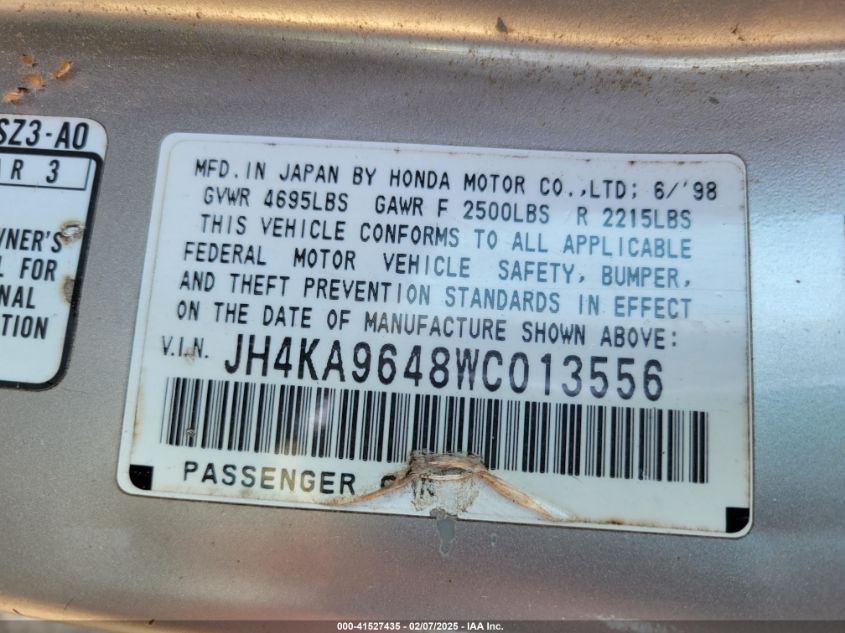 SZ3-A0
R 3
NER'S
FOR
NAL
TION
MFD. IN JAPAN BY HONDA MOTOR CO.,LTD; 6/'98
GVWR 4695LBS GAWR F 2500LBS R 2215LBS
THIS VEHICLE CONFORMS TO ALL APPLICABLE
FEDERAL MOTOR VEHICLE SAFETY, BUMPER,
AND THEFT PREVENTION STANDARDS IN EFFECT
ON THE DATE OF MANUFACTURE SHOWN ABOVE:
V.I.N. JH4KA9648WC013556
PASSENGER
000-41527435 - 02/07/2025 - IAA Inc.